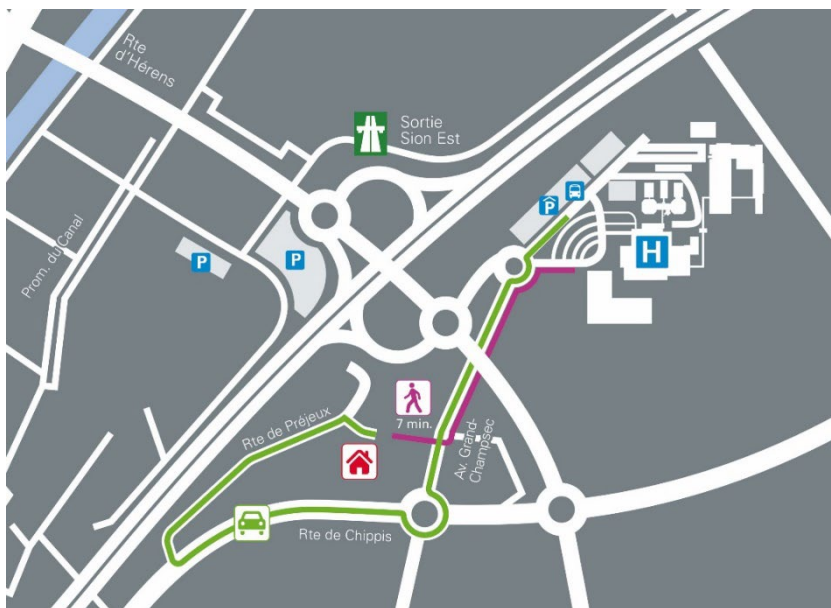 Rte
d'Hérens
Sortie
Sion Est
P
P
P
H
Prom. du Canal
7 min.
Rte de Préjeux
Av. Grand-
Champsec
Rte de Chippis